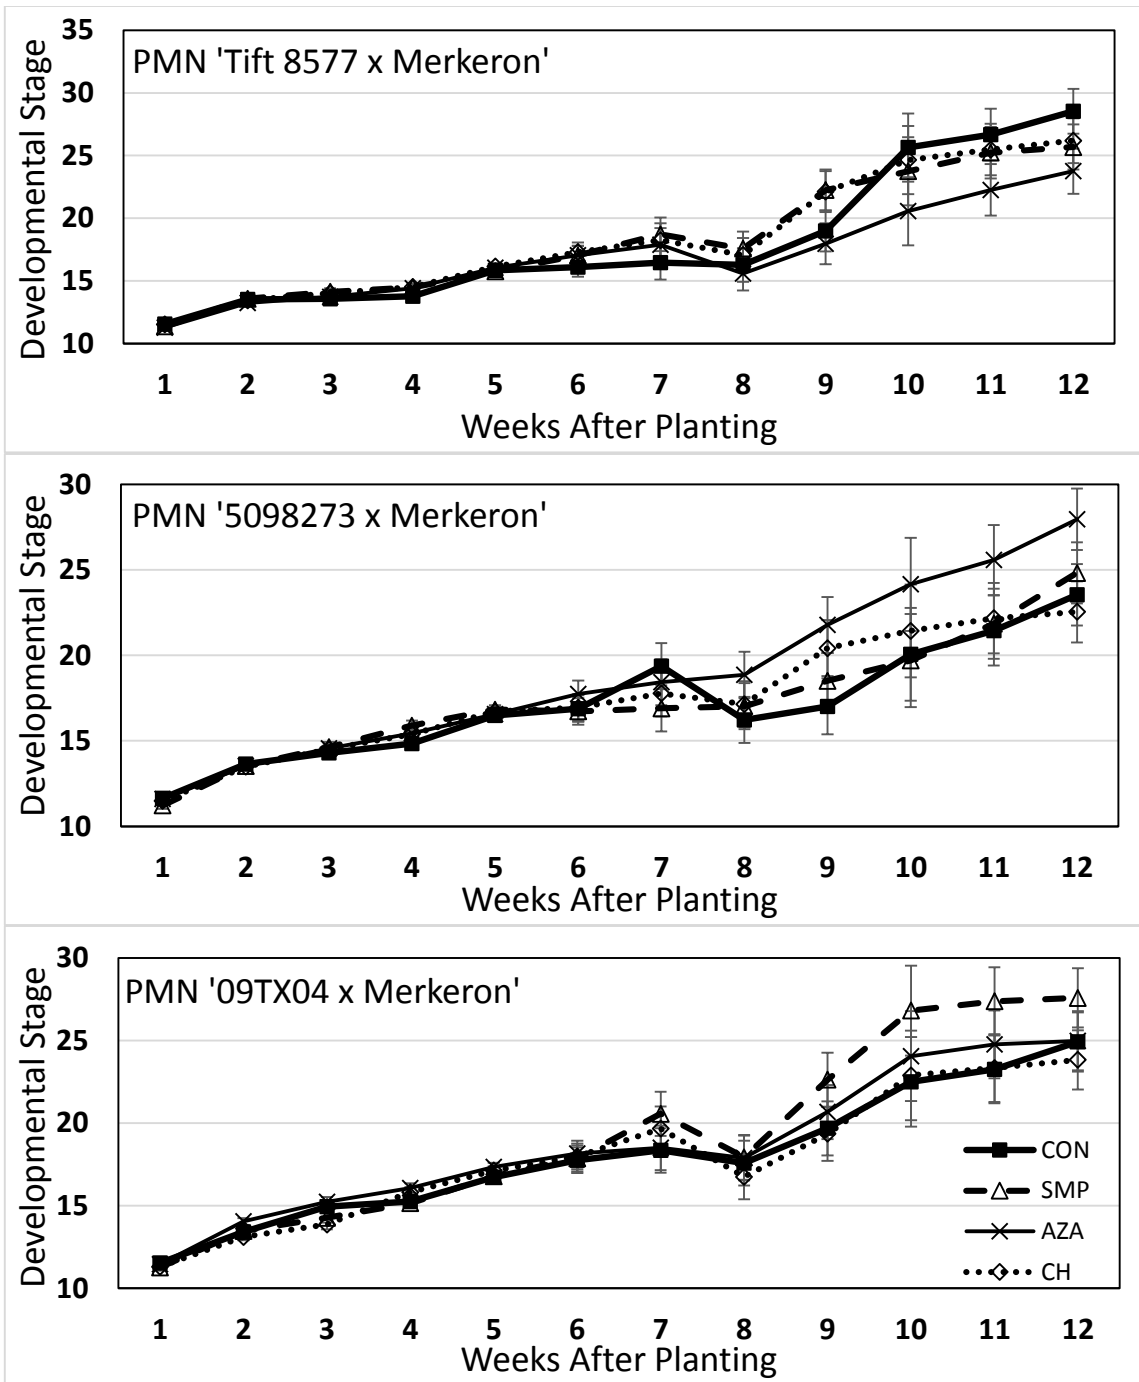 PMN 'Tift 8577 x Merkeron'
Developmental Stage
35
30
25
20
15
10
1 2 3 4 5 6 7 8 9 10 11 12
Weeks After Planting
PMN '5098273 x Merkeron'
Developmental Stage
30
25
20
15
10
1 2 3 4 5 6 7 8 9 10 11 12
Weeks After Planting
PMN '09TX04 x Merkeron'
Developmental Stage
30
25
20
15
10
CON
SMP
AZA
CH
1 2 3 4 5 6 7 8 9 10 11 12
Weeks After Planting